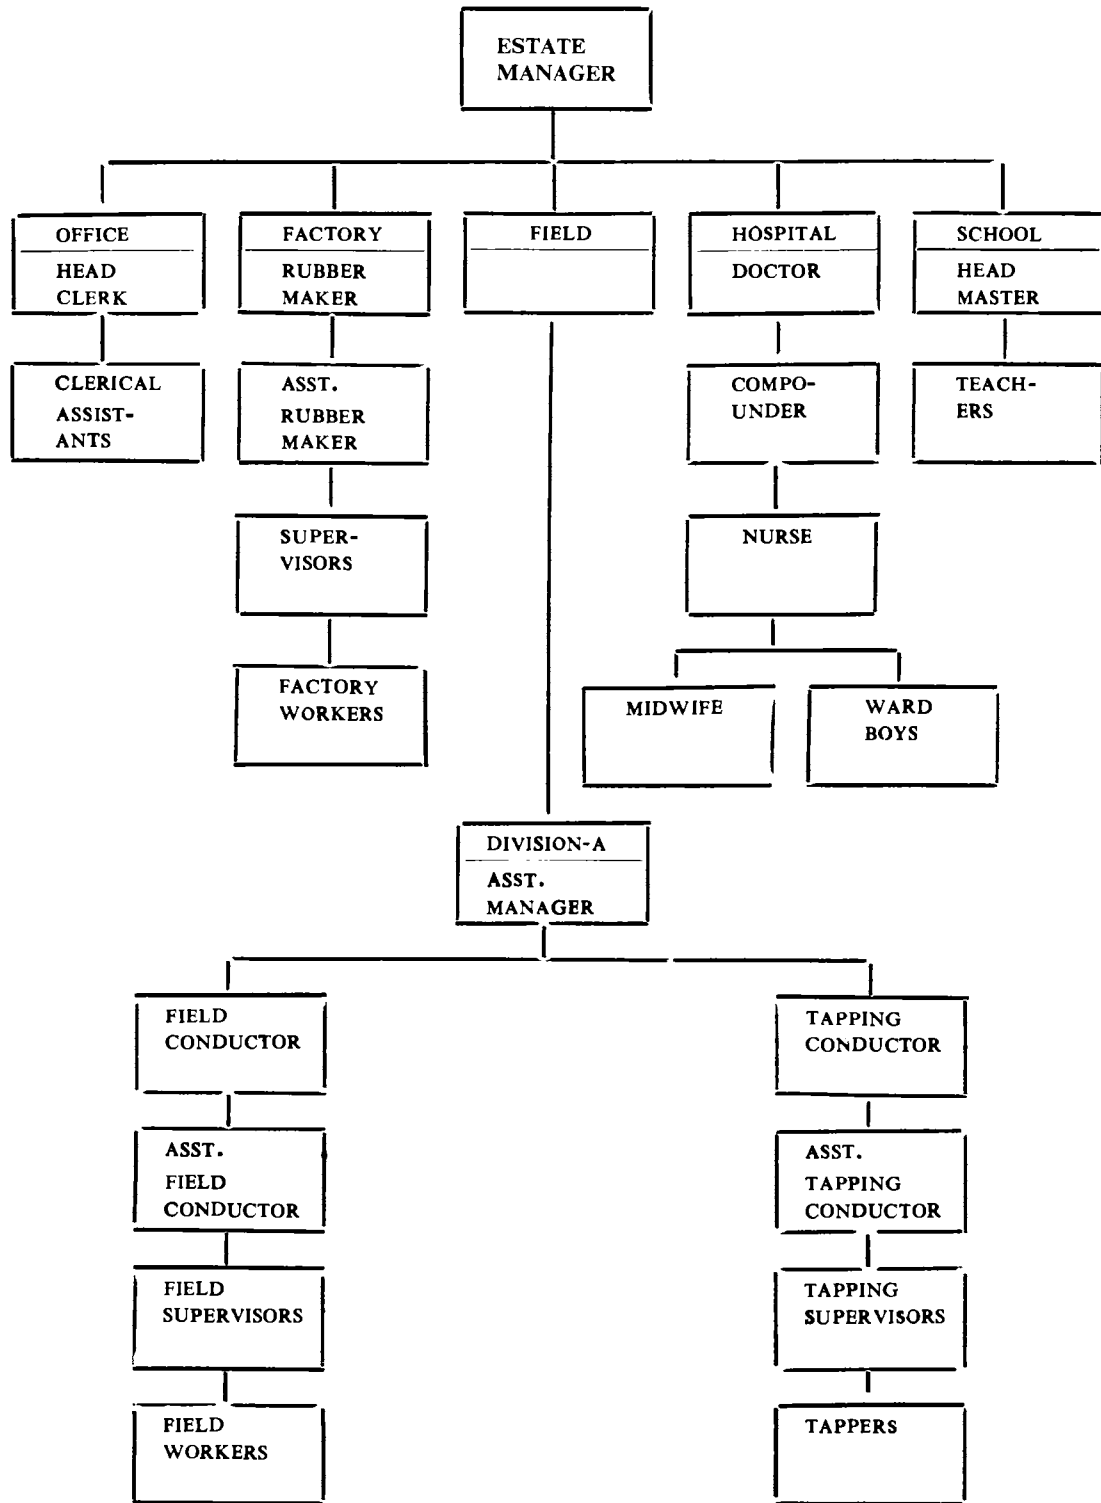 ESTATE
MANAGER
OFFICE
HEAD
CLERK
FACTORY
RUBBER
MAKER
FIELD
HOSPITAL
DOCTOR
SCHOOL
HEAD
MASTER
CLERICAL
ASSIST-
ANTS
ASST.
RUBBER
MAKER
COMPO-
UNDER
TEACH-
ERS
SUPER-
VISORS
NURSE
FACTORY
WORKERS
MIDWIFE
WARD
BOYS
DIVISION-A
ASST.
MANAGER
FIELD
CONDUCTOR
TAPPING
CONDUCTOR
ASST.
FIELD
CONDUCTOR
ASST.
TAPPING
CONDUCTOR
FIELD
SUPERVISORS
TAPPING
SUPERVISORS
FIELD
WORKERS
TAPPERS